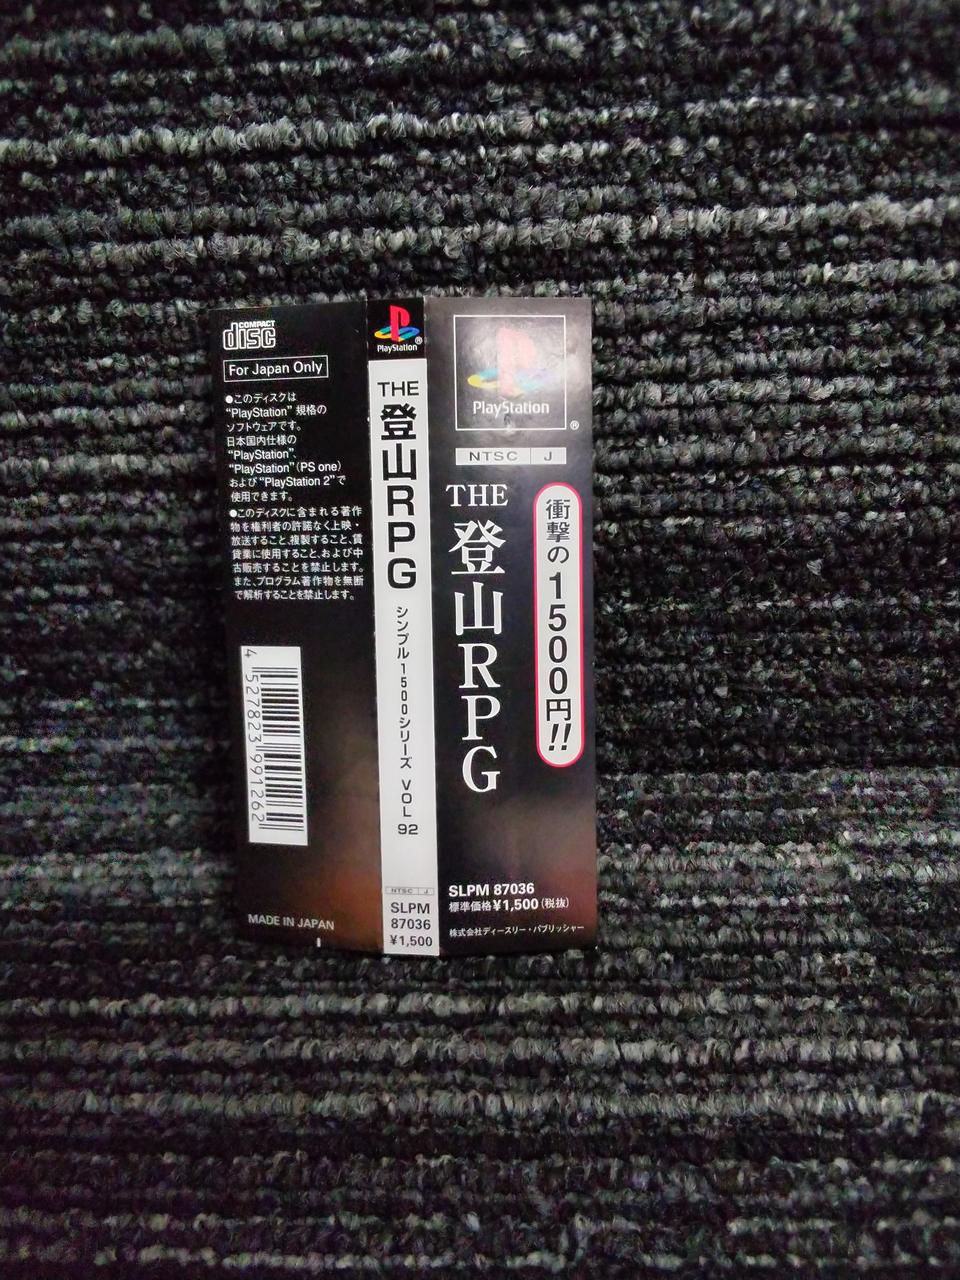 COMPACT
disc
For Japan Only
●このディスクは
“PlayStation” 規格の
ソフトウェアです。
日本国内仕様の
“PlayStation”、
“PlayStation”(PS one)
および“PlayStation 2”で
使用できます。
●このディスクに含まれる著作
物を権利者の許諾なく上映・
放送すること、複製すること、賃
貸業に使用すること、および中
古販売することを禁止します。
また、プログラム著作物を無断
で解析することを禁止します。
4 527823 991262
MADE IN JAPAN
PlayStation®
THE 登山RPG
シンプル1500シリーズ VOL 92
NTSC J
SLPM
87036
¥1,500
PlayStation
®
NTSC J
THE 登山RPG
衝撃の1500円!!
SLPM 87036
標準価格¥1,500(税抜)
株式会社ディースリー・パブリッシャー